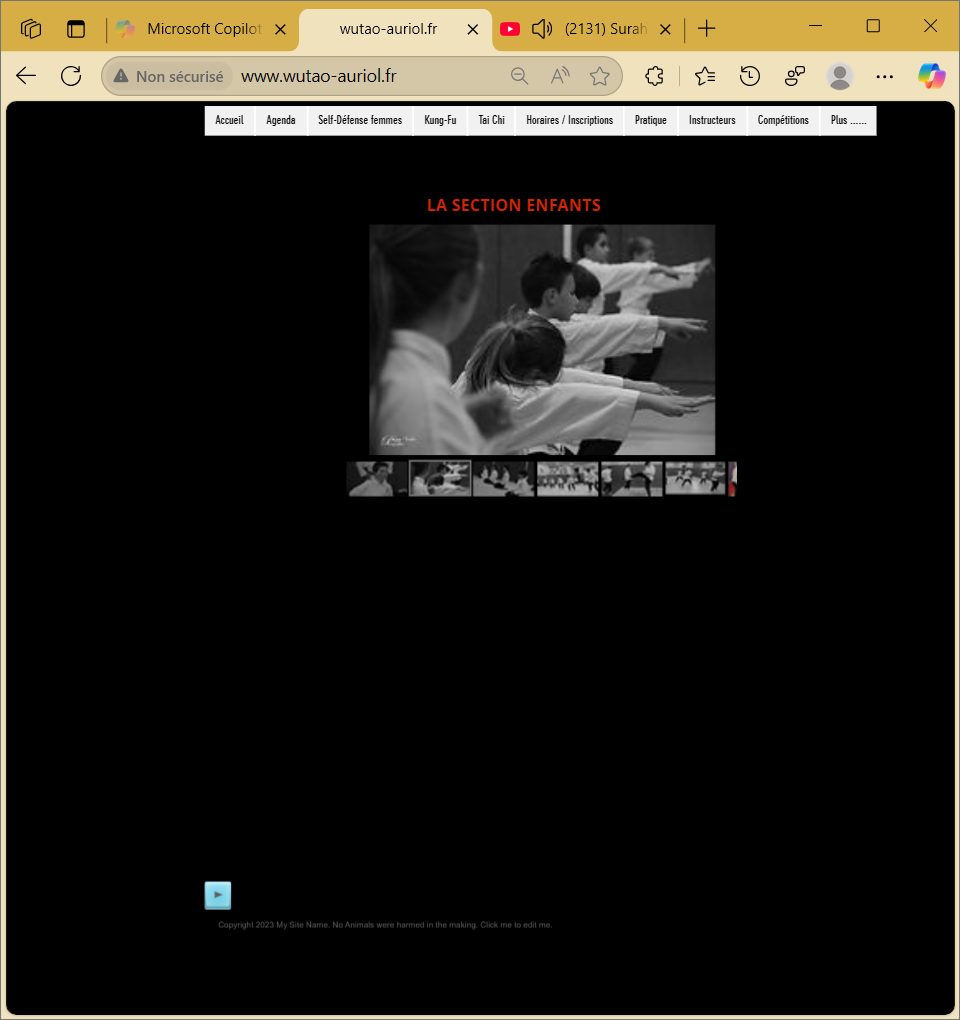 Microsoft Copilot
wutao-auriol.fr
(2131) Surah
Non sécurisé
www.wutao-auriol.fr
Accueil
Agenda
Self-Défense femmes
Kung-Fu
Tai Chi
Horaires / Inscriptions
Pratique
Instructeurs
Compétitions
Plus ......
LA SECTION ENFANTS
Copyright 2023 My Site Name. No Animals were harmed in the making. Click me to edit me.